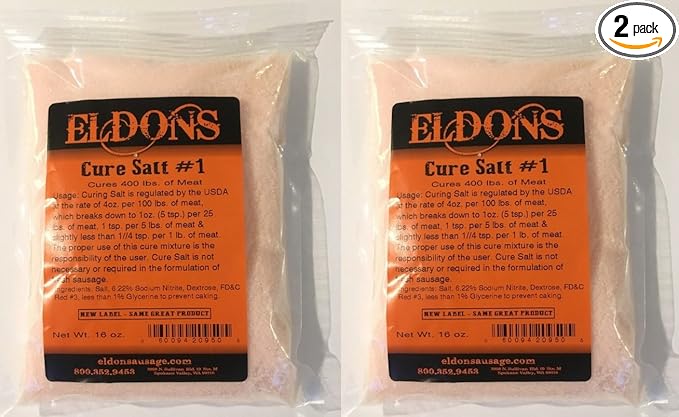 2 pack
ELDONS
Cure Salt #1
Cures 400 lbs. of Meat
Usage: Curing Salt is regulated by the USDA
at the rate of 4oz. per 100 lbs. of meat,
which breaks down to 1oz. (5 tsp.) per 25
lbs. of meat, 1 tsp. per 5 lbs. of meat &
slightly less than 1//4 tsp. per 1 lb. of meat.
The proper use of this cure mixture is the
responsibility of the user. Cure Salt is not
necessary or required in the formulation of
fresh sausage.
Ingredients: Salt, 6.22% Sodium Nitrite, Dextrose, FD&C
Red #3, less than 1% Glycerine to prevent caking.
NEW LABEL - SAME GREAT PRODUCT
Net Wt. 16 oz.
60094 20950
eldonsausage.com
800.352.9453
Spokane Valley, WA
ELDONS
Cure Salt #1
Cures 400 lbs. of Meat
Usage: Curing Salt is regulated by the USDA
at the rate of 4oz. per 100 lbs. of meat,
which breaks down to 1oz. (5 tsp.) per 25
lbs. of meat, 1 tsp. per 5 lbs. of meat &
slightly less than 1//4 tsp. per 1 lb. of meat.
The proper use of this cure mixture is the
responsibility of the user. Cure Salt is not
necessary or required in the formulation of
fresh sausage.
Ingredients: Salt, 6.22% Sodium Nitrite, Dextrose, FD&C
Red #3, less than 1% Glycerine to prevent caking.
NEW LABEL - SAME GREAT PRODUCT
Net Wt. 16 oz.
60094 20950
eldonsausage.com
800.352.9453
Spokane Valley, WA